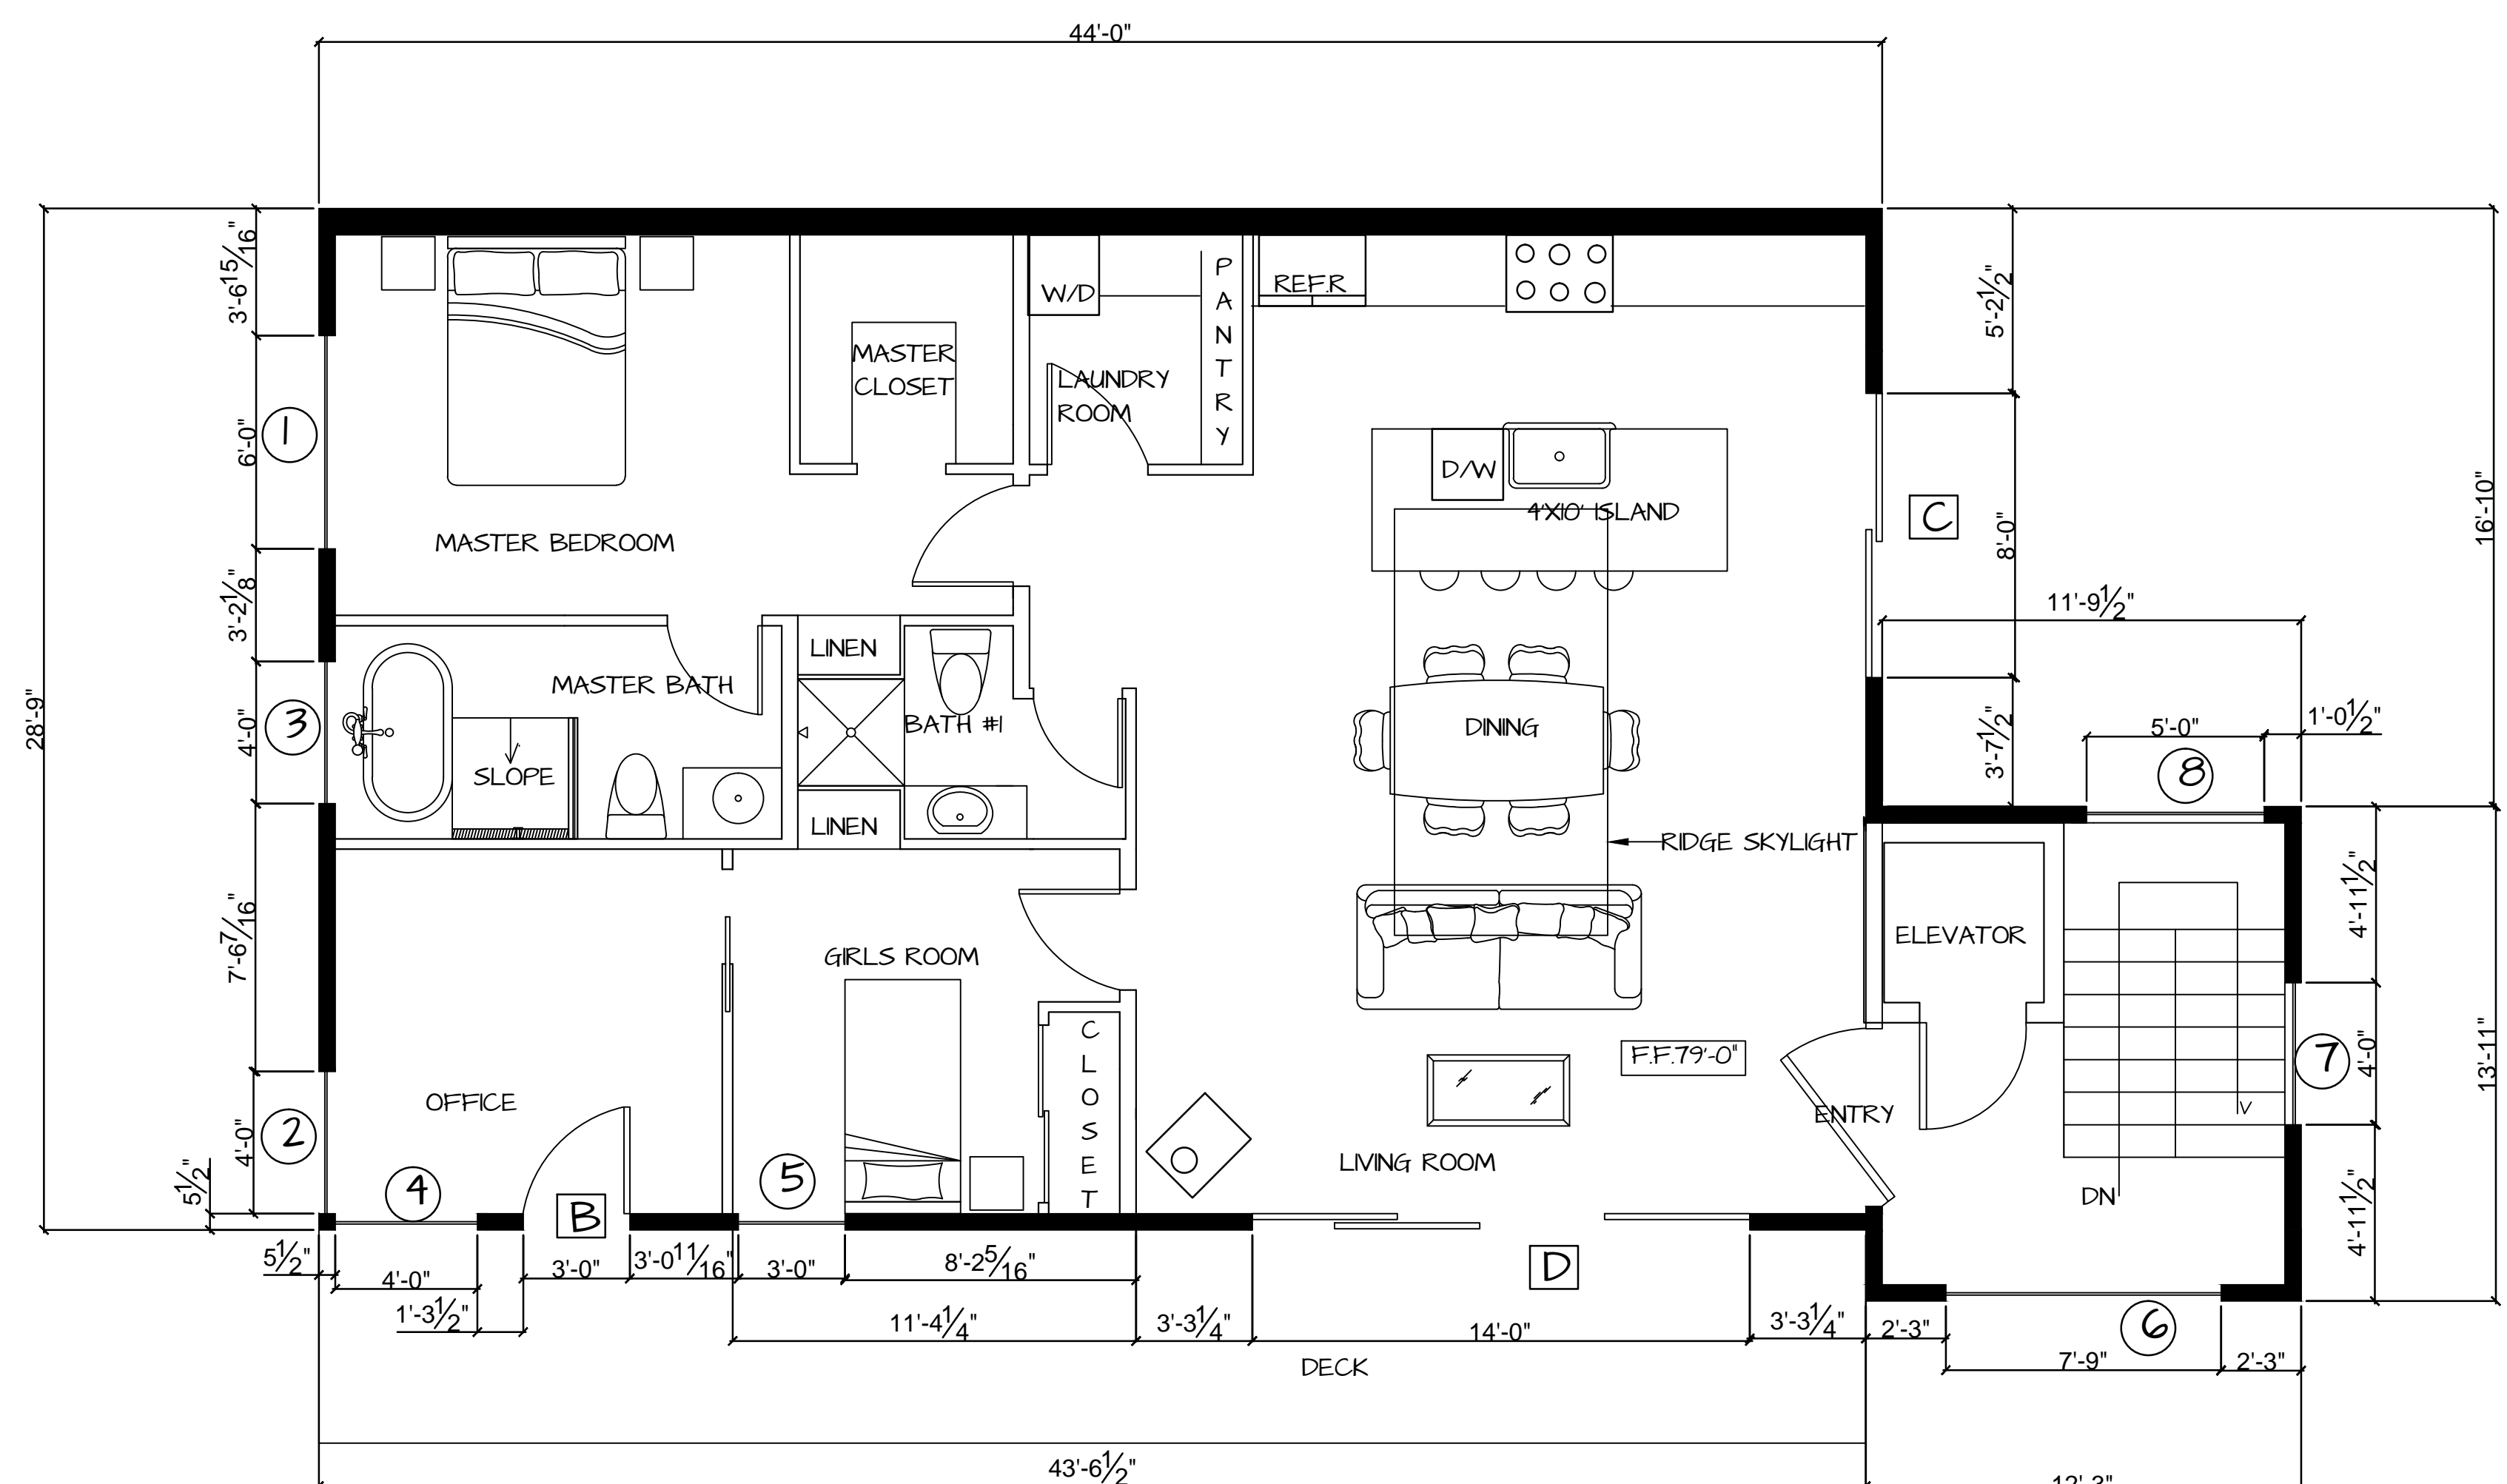 44'-0"
3'-6 15/16"
5'-2 1/2"
W/D
PANTRY
REF.R
MASTER
CLOSET
LAUNDRY
ROOM
6'-0"
1
D/W
4'X10' ISLAND
C
8'-0"
16'-10"
MASTER BEDROOM
3'-2 1/8"
11'-9 1/2"
LINEN
MASTER BATH
BATH #1
28'-9"
4'-0"
3
DINING
3'-7 1/2"
5'-0"
1'-0 1/2"
8
SLOPE
LINEN
RIDGE SKYLIGHT
7'-6 7/16"
4'-11 1/2"
ELEVATOR
GIRLS ROOM
CLOSET
F.F.79'-0"
7
4'-0"
13'-11"
OFFICE
ENTRY
4'-0"
2
LIVING ROOM
5 1/2"
4
5
DN
4'-11 1/2"
B
5 1/2"
4'-0"
3'-0"
3'-0 11/16"
3'-0"
8'-2 5/16"
D
1'-3 1/2"
11'-4 1/4"
3'-3 1/4"
14'-0"
3'-3 1/4"
2'-3"
6
7'-9"
2'-3"
DECK
43'-6 1/2"
12'-3"